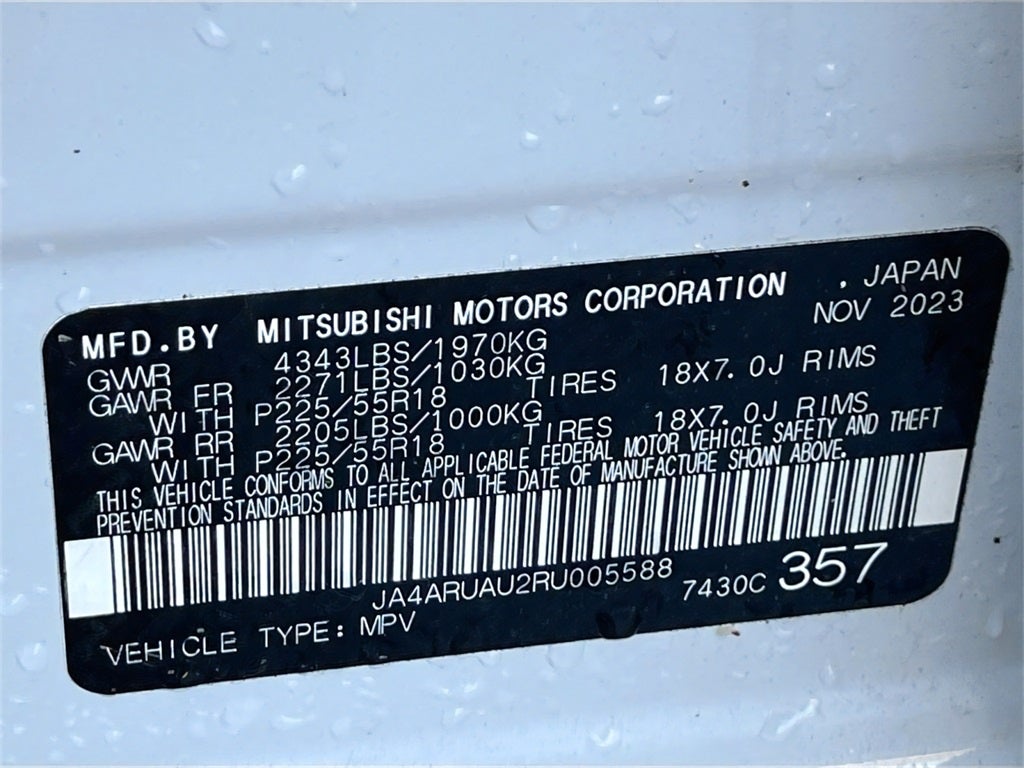 MFD.BY MITSUBISHI MOTORS CORPORATION . JAPAN
GVWR 4343LBS/1970KG NOV 2023
GAWR FR 2271LBS/1030KG
WITH P225/55R18 TIRES 18X7.0J RIMS
GAWR RR 2205LBS/1000KG
WITH P225/55R18 TIRES 18X7.0J RIMS
THIS VEHICLE CONFORMS TO ALL APPLICABLE FEDERAL MOTOR VEHICLE SAFETY AND THEFT
PREVENTION STANDARDS IN EFFECT ON THE DATE OF MANUFACTURE SHOWN ABOVE.
JA4ARUAU2RU005588 7430C 357
VEHICLE TYPE: MPV